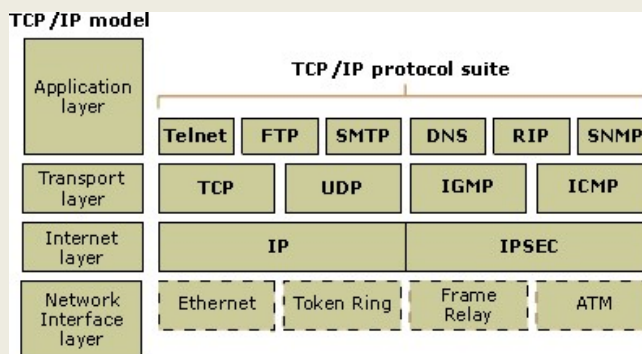 TCP/IP model
TCP/IP protocol suite
Application
layer
Telnet FTP SMTP DNS RIP SNMP
Transport
layer
TCP UDP IGMP ICMP
Internet
layer
IP IPSEC
Network
Interface
layer
Ethernet Token Ring Frame
Relay ATM